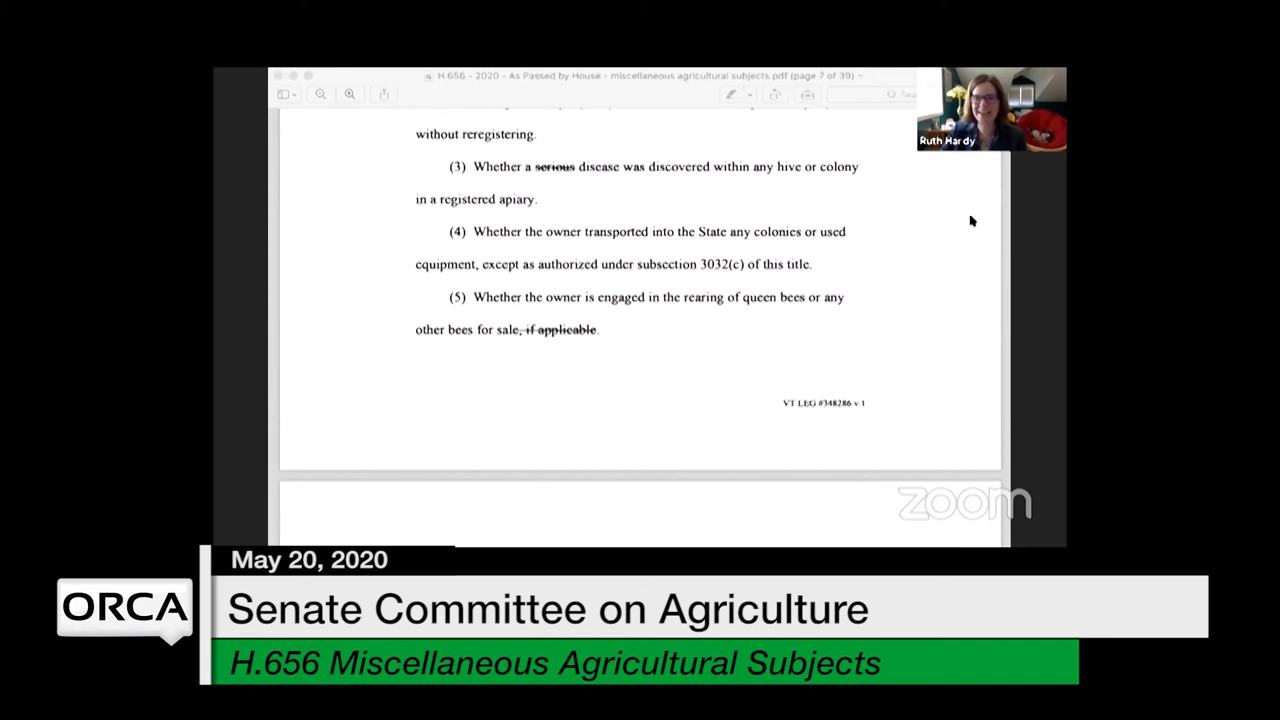 H.656 - 2020 - As Passed by House - miscellaneous agricultural subjects.pdf (page 7 of 39)
without reregistering.
(3) Whether a serious disease was discovered within any hive or colony
in a registered apiary.
(4) Whether the owner transported into the State any colonies or used
equipment, except as authorized under subsection 3032(c) of this title.
(5) Whether the owner is engaged in the rearing of queen bees or any
other bees for sale, if applicable.
VT LEG #348286 v.1
Ruth Hardy
zoom
May 20, 2020
ORCA
Senate Committee on Agriculture
H.656 Miscellaneous Agricultural Subjects